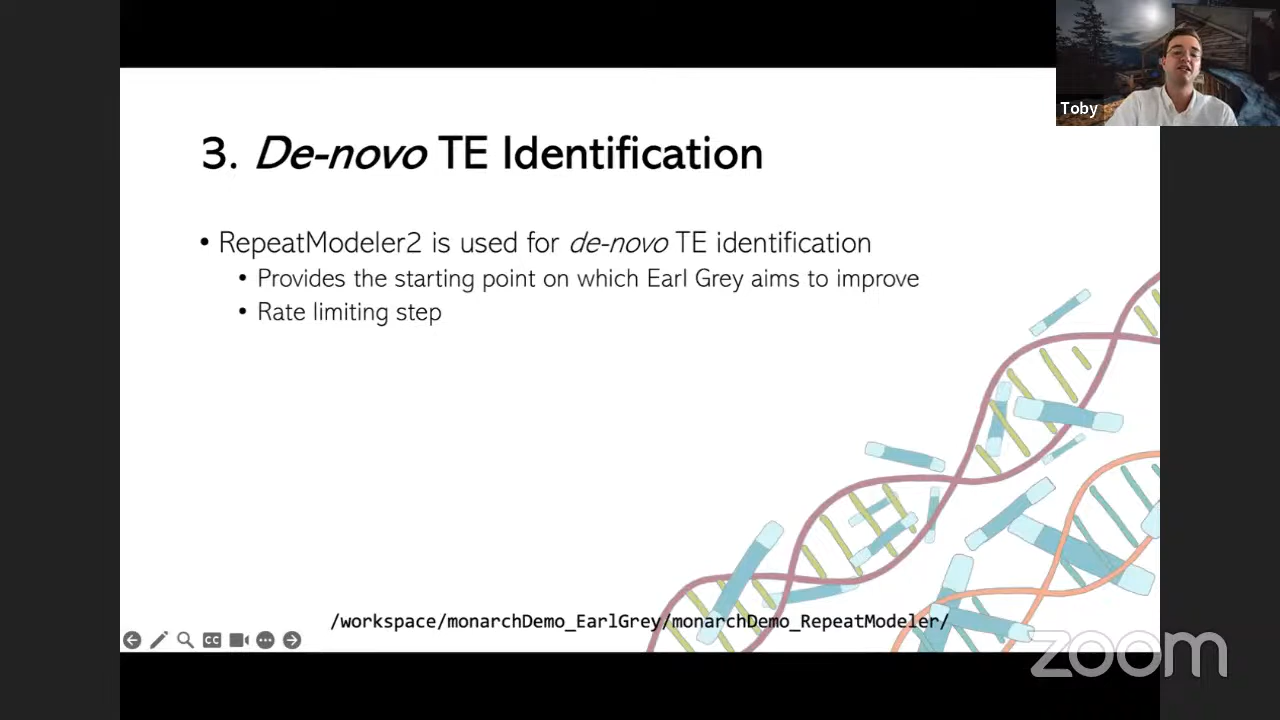 Toby
3. De-novo TE Identification
• RepeatModeler2 is used for de-novo TE identification
• Provides the starting point on which Earl Grey aims to improve
• Rate limiting step
/workspace/monarchDemo_EarlGrey/monarchDemo_RepeatModeler/
CC
zoom